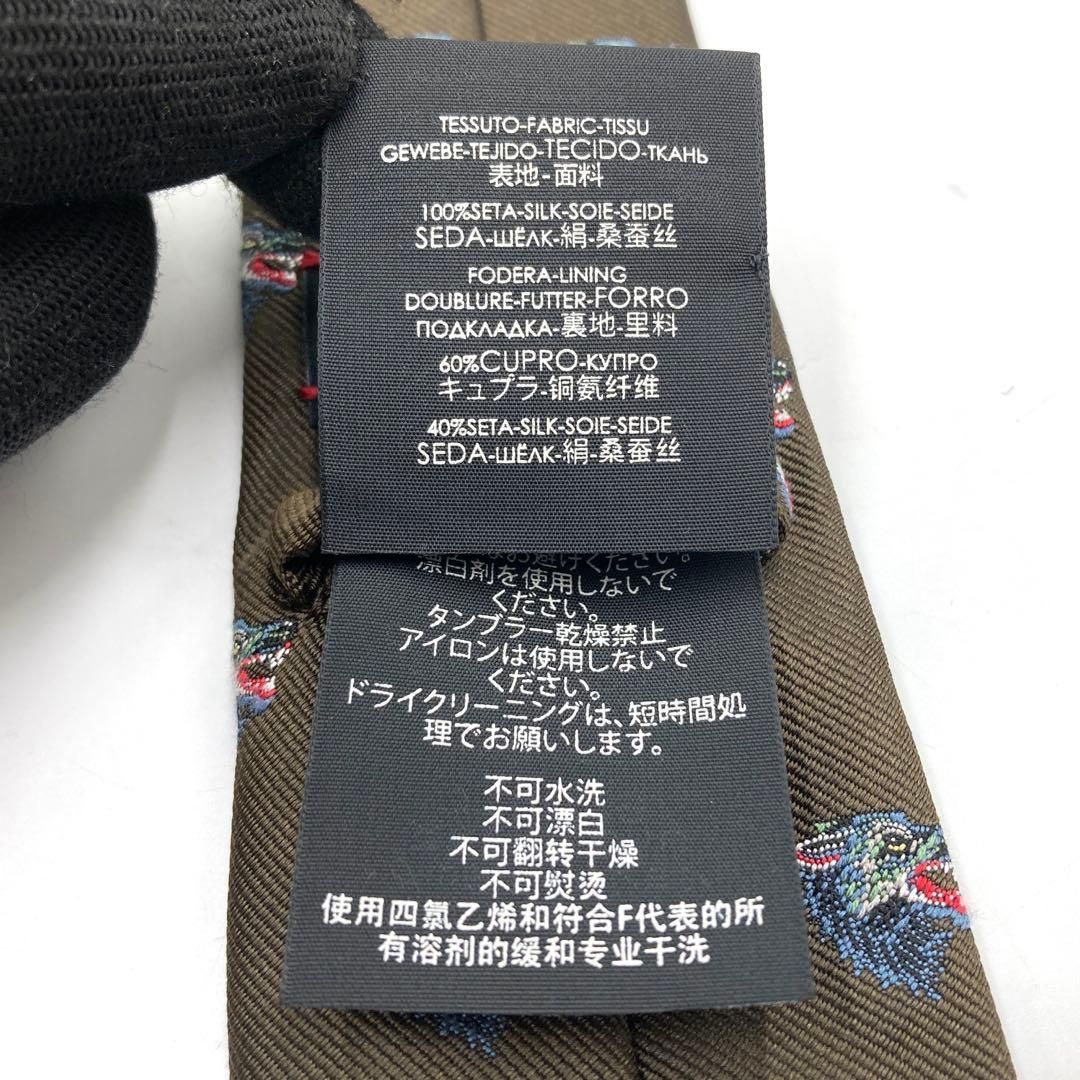 TESSUTO-FABRIC-TISSU
GEWEBE-TEJIDO-TECIDO-ТКАНЬ
表地-面料
100%SETA-SILK-SOIE-SEIDE
SEDA-ШЁЛК-絹-桑蚕丝
FODERA-LINING
DOUBLURE-FUTTER-FORRO
ПОДКЛАДКА-裏地-里料
60%CUPRO-КУПРО
キュプラ-铜氨纤维
40%SETA-SILK-SOIE-SEIDE
SEDA-ШЁЛК-絹-桑蚕丝
お避けください。
漂白剤を使用しないで
ください。
タンブラー乾燥禁止
アイロンは使用しないで
ください。
ドライクリーニングは、短時間処
理でお願いします。
不可水洗
不可漂白
不可翻转干燥
不可熨烫
使用四氯乙烯和符合F代表的所
有溶剂的缓和专业干洗